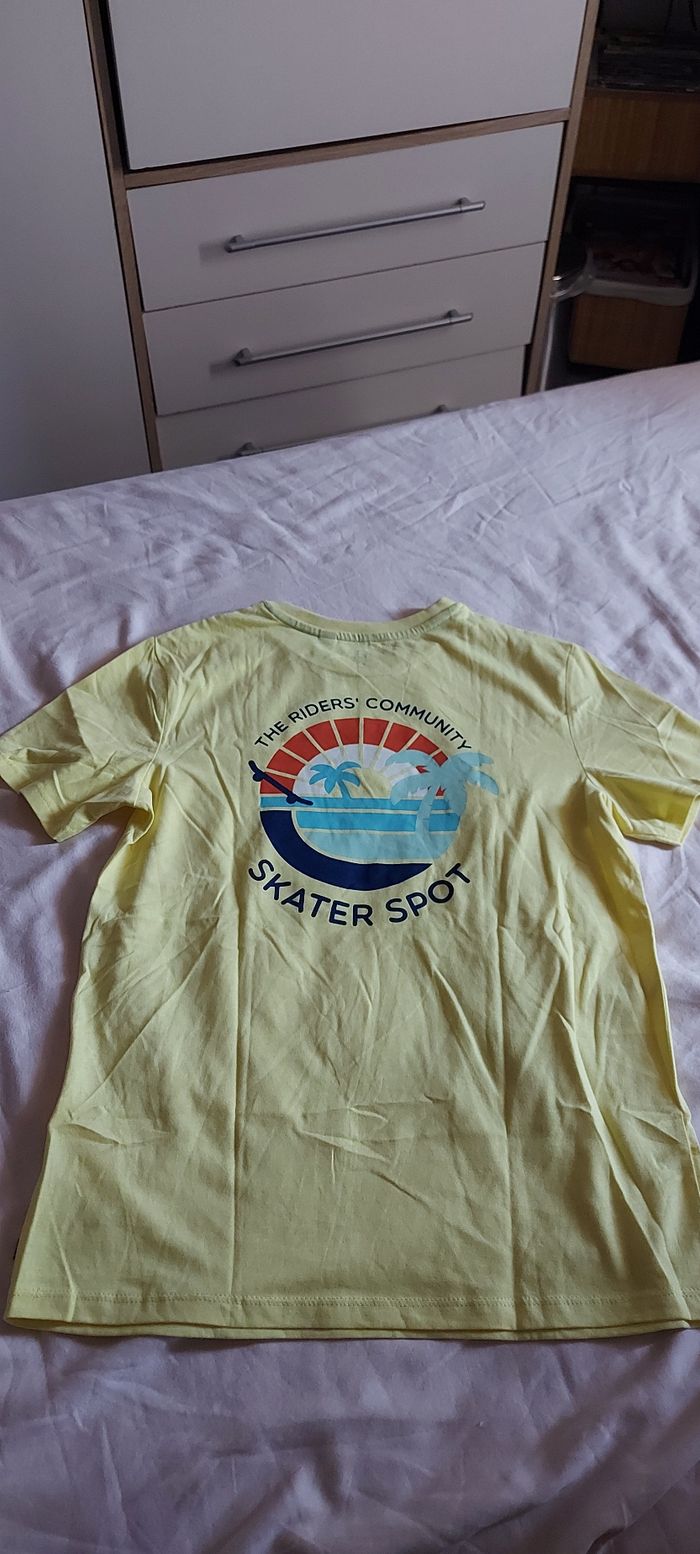 THE RIDERS' COMMUNITY
SKATER SPOT